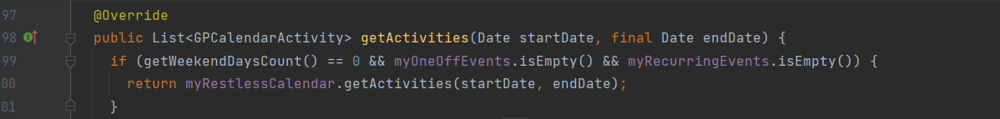 97 @Override
98 public List<GPCalendarActivity> getActivities(Date startDate, final Date endDate) {
99 if (getWeekendDaysCount() == 0 && myOneOffEvents.isEmpty() && myRecurringEvents.isEmpty()) {
00 return myRestlessCalendar.getActivities(startDate, endDate);
01 }